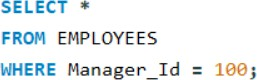 SELECT *
FROM EMPLOYEES
WHERE Manager_Id = 100;